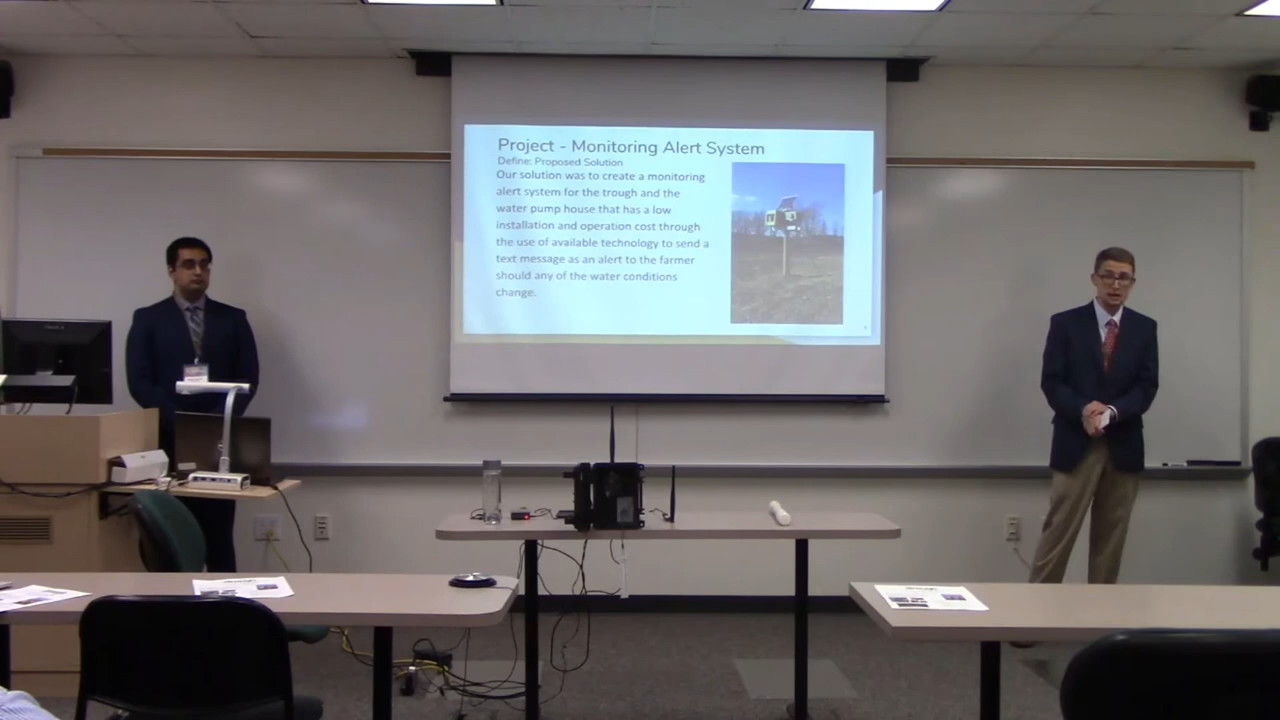 Project - Monitoring Alert System
Define: Proposed Solution
Our solution was to create a monitoring
alert system for the trough and the
water pump house that has a low
installation and operation cost through
the use of available technology to send a
text message as an alert to the farmer
should any of the water conditions
change.